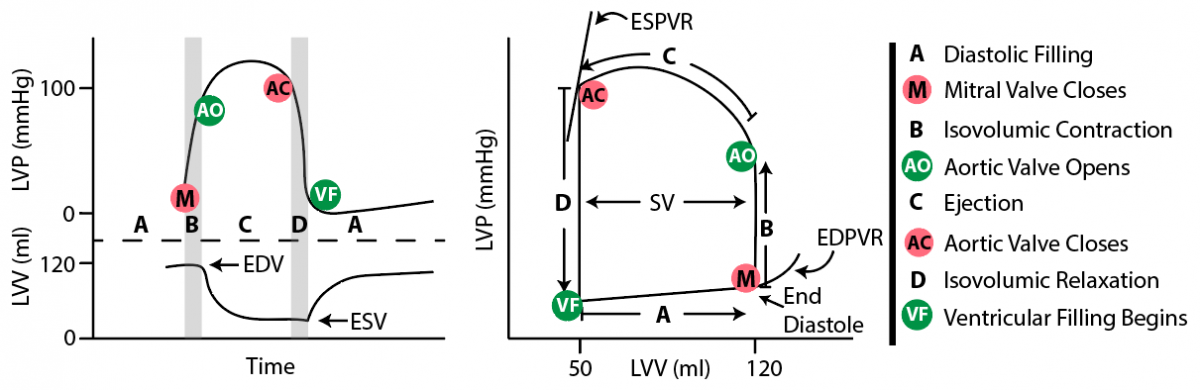 LVP (mmHg)
100
0
AO
AC
M
VF
A B C D A
LVV (ml)
120
0
EDV
ESV
Time
ESPVR
C
AC
AO
LVP (mmHg)
D
SV
B
EDPVR
M
VF
A
End
Diastole
50 LVV (ml) 120
A Diastolic Filling
M Mitral Valve Closes
B Isovolumic Contraction
AO Aortic Valve Opens
C Ejection
AC Aortic Valve Closes
D Isovolumic Relaxation
VF Ventricular Filling Begins